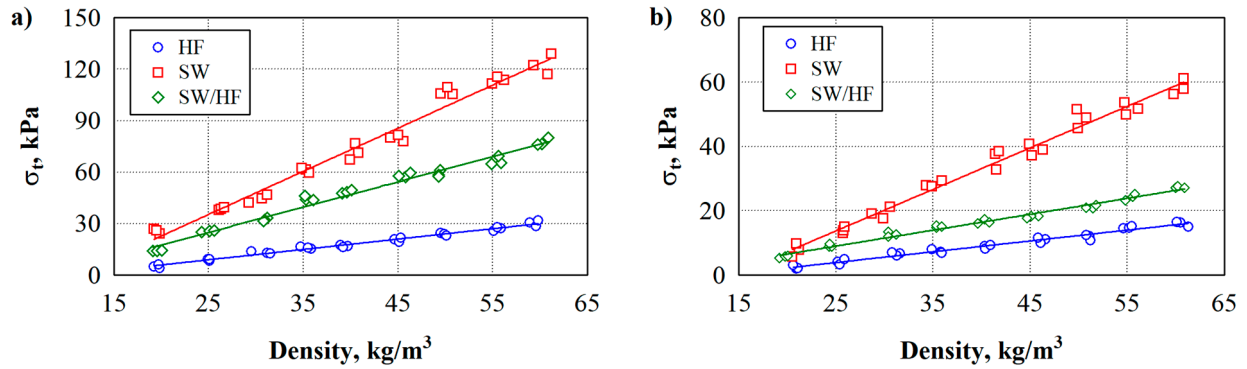 a)
150
120
90
60
30
0
σt, kPa
HF
SW
SW/HF
15 25 35 45 55 65
Density, kg/m³
b)
80
60
40
20
0
σt, kPa
HF
SW
SW/HF
15 25 35 45 55 65
Density, kg/m³